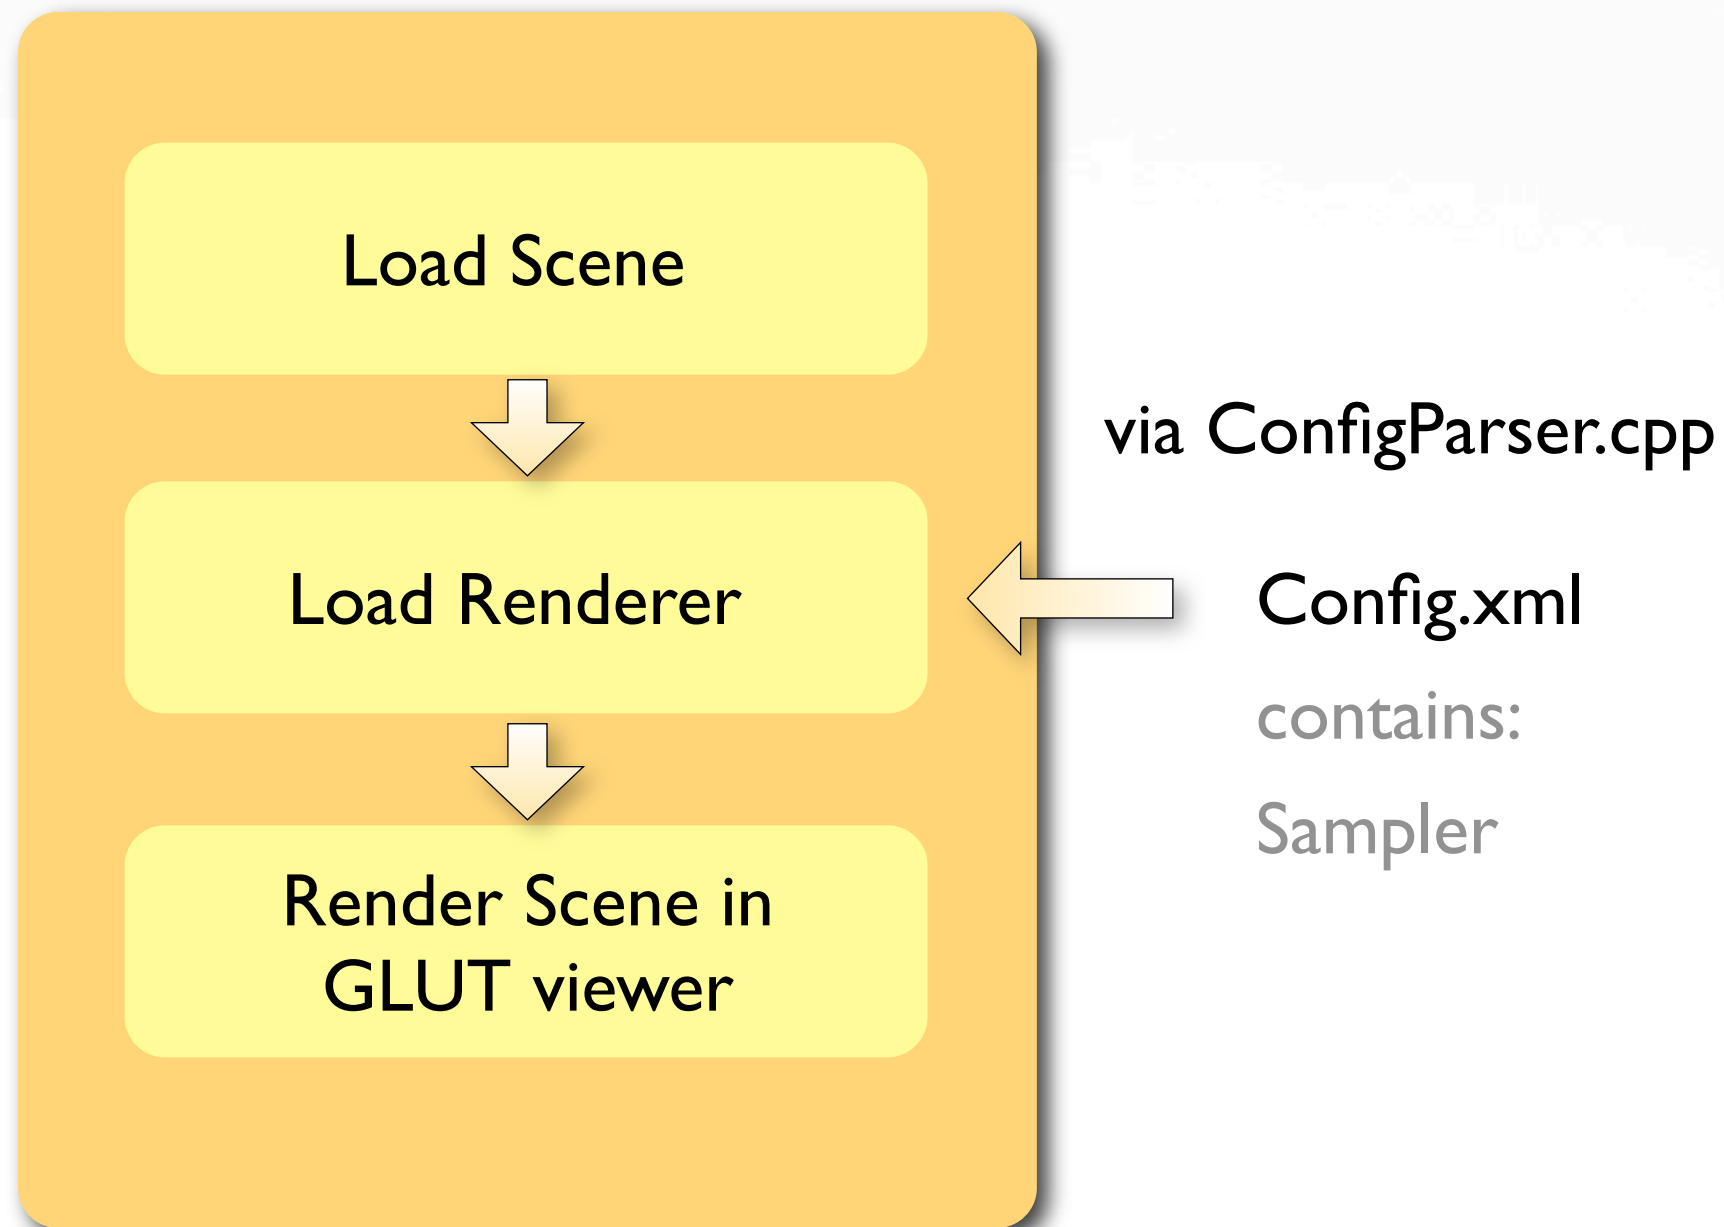 Load Scene
via ConfigParser.cpp
Load Renderer
Config.xml
contains:
Sampler
Render Scene in
GLUT viewer